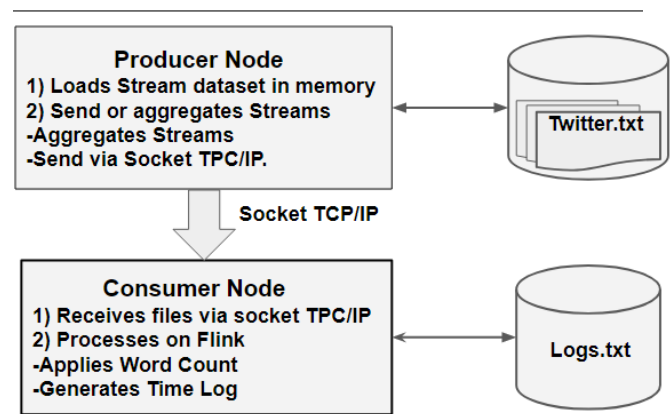 Producer Node
1) Loads Stream dataset in memory
2) Send or aggregates Streams
-Aggregates Streams
-Send via Socket TPC/IP.
Twitter.txt
Socket TCP/IP
Consumer Node
1) Receives files via socket TPC/IP
2) Processes on Flink
-Applies Word Count
-Generates Time Log
Logs.txt